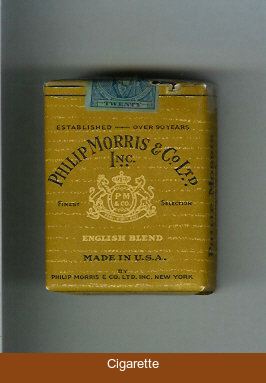 TWENTY
ESTABLISHED — OVER 90 YEARS
PHILIP MORRIS & CO. LTD.
INC.
FINEST SELECTION
P M
& CO.
ENGLISH BLEND
MADE IN U.S.A.
BY
PHILIP MORRIS & CO. LTD. INC. NEW YORK
Cigarette